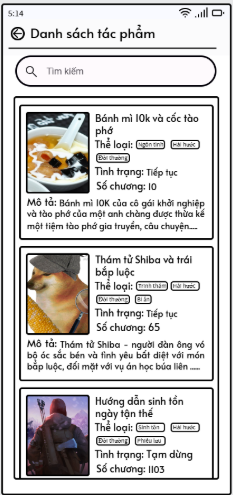 5:14
Danh sách tác phẩm
Tìm kiếm
Bánh mì 10k và cốc tào
phớ
Thể loại: Ngôn tình Hài hước
Đời thường
Tình trạng: Tiếp tục
Số chương: 10
Mô tả: Bánh mì 10K của cô gái khởi nghiệp
và tào phớ của một anh chàng được thừa kế
một tiệm tào phớ gia truyền, câu chuyện.....
Thám tử Shiba và trái
bắp luộc
Thể loại: Trinh thám Hài hước
Đời thường Bí ẩn
Tình trạng: Tiếp tục
Số chương: 65
Mô tả: Thám tử Shiba - người đàn ông vó
bộ óc sắc bén và tình yêu bất diệt với món
bắp luộc, đối mặt với vụ án học búa liên ......
Hướng dẫn sinh tồn
ngày tận thế
Thể loại: Sinh tồn Hài hước
Đời thường Phiêu lưu
Tình trạng: Tạm dừng
Số chương: 1103